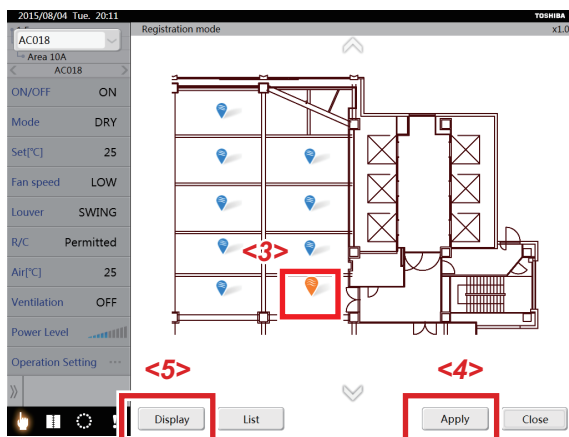 2015/08/04 Tue. 20:11
TOSHIBA
Registration mode
x1.0
AC018
Area 10A
AC018
ON/OFF ON
Mode DRY
Set[°C] 25
Fan speed LOW
Louver SWING
R/C Permitted
Air[°C] 25
Ventilation OFF
Power Level
Operation Setting ...
<3>
<5>
<4>
Display
List
Apply
Close